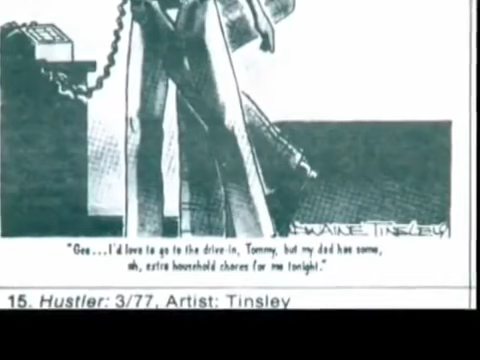 DWAINE TINSLEY
"Gee...I'd love to go to the drive-in, Tommy, but my dad has some,
uh, extra household chores for me tonight."
15. Hustler: 3/77, Artist: Tinsley